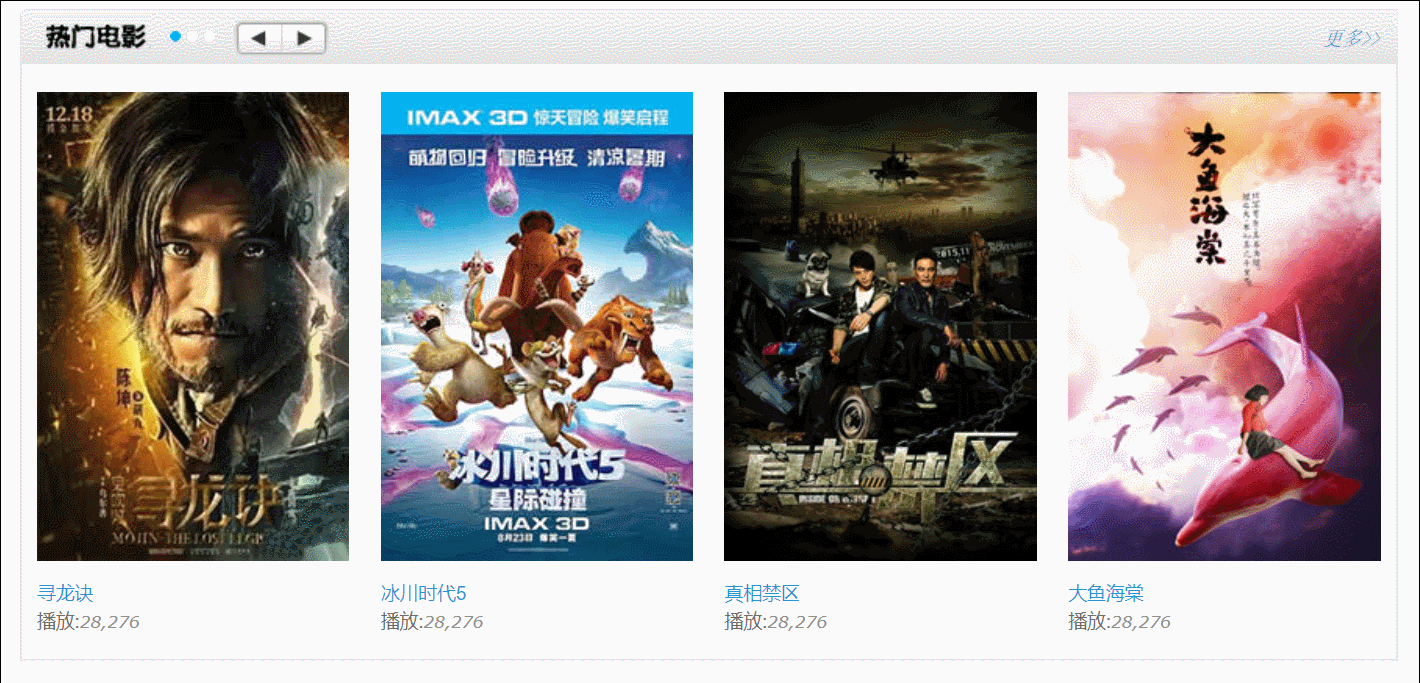 热门电影
更多>>
12.18
陈坤
寻龙诀
MOJIN-THE LOST LEGEND
IMAX 3D 惊天冒险 爆笑启程
萌物回归 冒险升级 清凉暑期
冰川时代5
星际碰撞
IMAX 3D
8月23日 爆笑一夏
2015.11
NOVEMBER
真相禁区
大鱼海棠
寻龙诀
播放:28,276
冰川时代5
播放:28,276
真相禁区
播放:28,276
大鱼海棠
播放:28,276